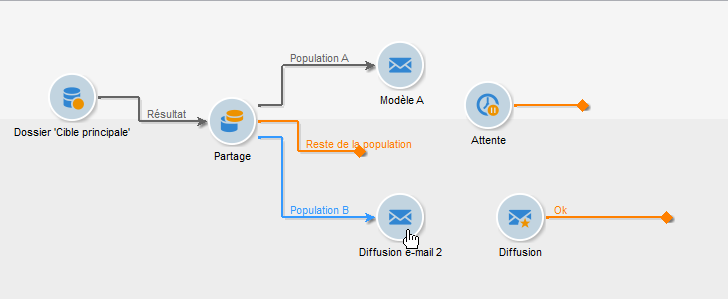 Population A
Modèle A
Résultat
Dossier 'Cible principale'
Partage
Reste de la population
Attente
Population B
Ok
Diffusion e-mail 2
Diffusion